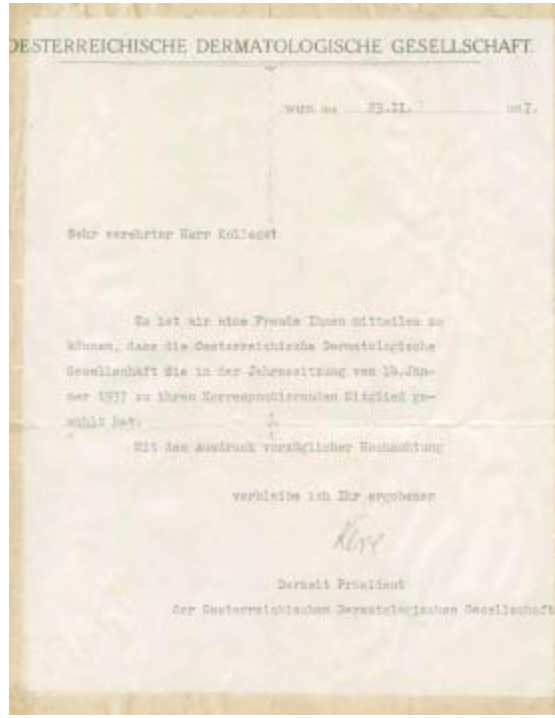 OESTERREICHISCHE DERMATOLOGISCHE GESELLSCHAFT.
WIEN, 23.II. 7.
Sehr verehrter Herr Kollege!
Es ist mir eine Freude Ihnen mitteilen zu
können, dass die Oesterreichische Dermatologische
Gesellschaft Sie in der Jahressitzung vom 14.Jän-
ner 1937 zu ihrem Korrespondierenden Mitglied ge-
wählt hat.
Mit dem Ausdruck vorzüglicher Hochachtung
verbleibe ich Ihr ergebener
Derzeit Präsident
der Oesterreichischen Dermatologischen Gesellschaft